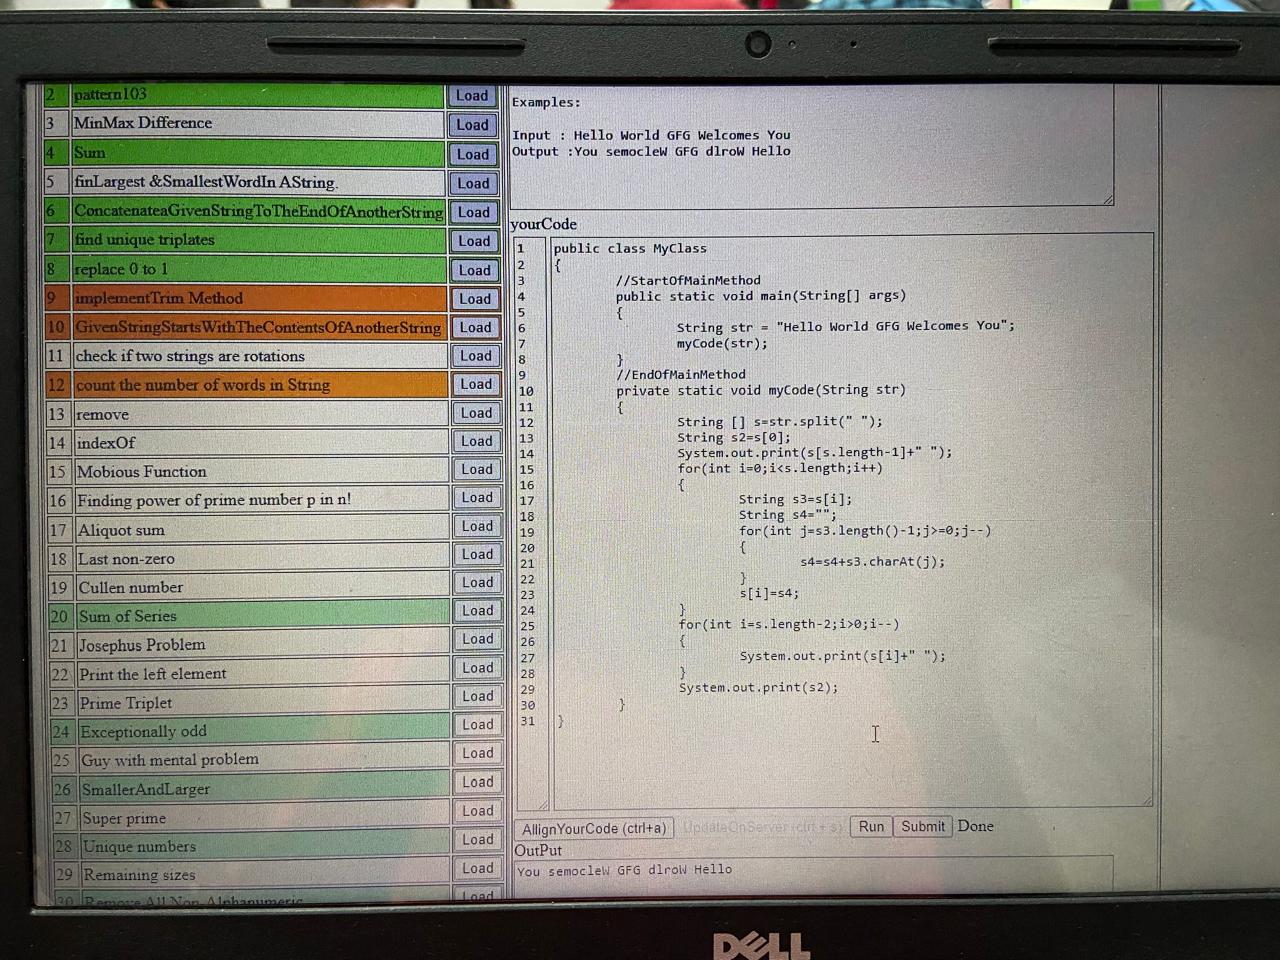 2 pattern103 Load
3 MinMax Difference Load
4 Sum Load
5 finLargest &SmallestWordIn AString. Load
6 ConcatenateaGivenStringToTheEndOfAnotherString Load
7 find unique triplates Load
8 replace 0 to 1 Load
9 implementTrim Method Load
10 GivenStringStartsWithTheContentsOfAnotherString Load
11 check if two strings are rotations Load
12 count the number of words in String Load
13 remove Load
14 indexOf Load
15 Mobious Function Load
16 Finding power of prime number p in n! Load
17 Aliquot sum Load
18 Last non-zero Load
19 Cullen number Load
20 Sum of Series Load
21 Josephus Problem Load
22 Print the left element Load
23 Prime Triplet Load
24 Exceptionally odd Load
25 Guy with mental problem Load
26 SmallerAndLarger Load
27 Super prime Load
28 Unique numbers Load
29 Remaining sizes Load
30 Remove All Non-Alphanumeric Load
Examples:
Input : Hello World GFG Welcomes You
Output :You semocleW GFG dlroW Hello
yourCode
1 public class MyClass
2 {
3 //StartOfMainMethod
4 public static void main(String[] args)
5 {
6 String str = "Hello World GFG Welcomes You";
7 myCode(str);
8 }
9 //EndOfMainMethod
10 private static void myCode(String str)
11 {
12 String [] s=str.split(" ");
13 String s2=s[0];
14 System.out.print(s[s.length-1]+" ");
15 for(int i=0;i<s.length;i++)
16 {
17 String s3=s[i];
18 String s4="";
19 for(int j=s3.length()-1;j>=0;j--)
20 {
21 s4=s4+s3.charAt(j);
22 }
23 s[i]=s4;
24 }
25 for(int i=s.length-2;i>0;i--)
26 {
27 System.out.print(s[i]+" ");
28 }
29 System.out.print(s2);
30 }
31 }
AllignYourCode (ctrl+a) UpdateOnServer (ctrl + s) Run Submit Done
OutPut
You semocleW GFG dlroW Hello
DELL